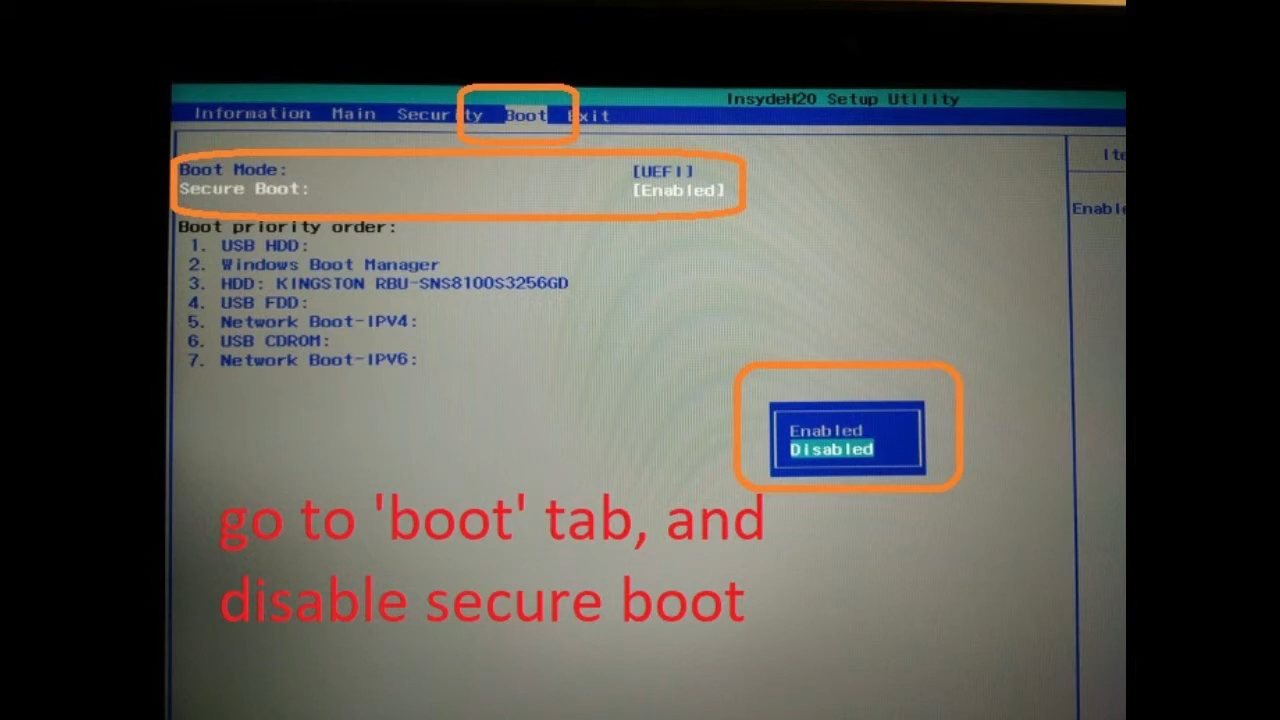 InsydeH20 Setup Utility
Information Main Security Boot Exit
Boot Mode: [UEFI]
Secure Boot: [Enabled]
Boot priority order:
1. USB HDD:
2. Windows Boot Manager
3. HDD: KINGSTON RBU-SNS8100S3256GD
4. USB FDD:
5. Network Boot-IPV4:
6. USB CDROM:
7. Network Boot-IPV6:
Enabled
Disabled
go to 'boot' tab, and
disable secure boot